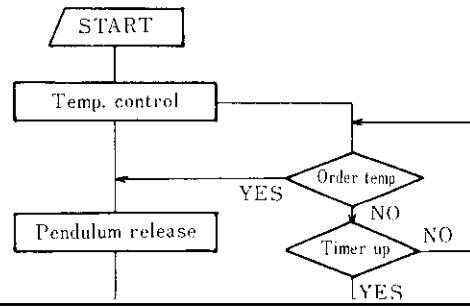 START
Temp. control
Order temp
YES
NO
Pendulum release
Timer up
NO
YES